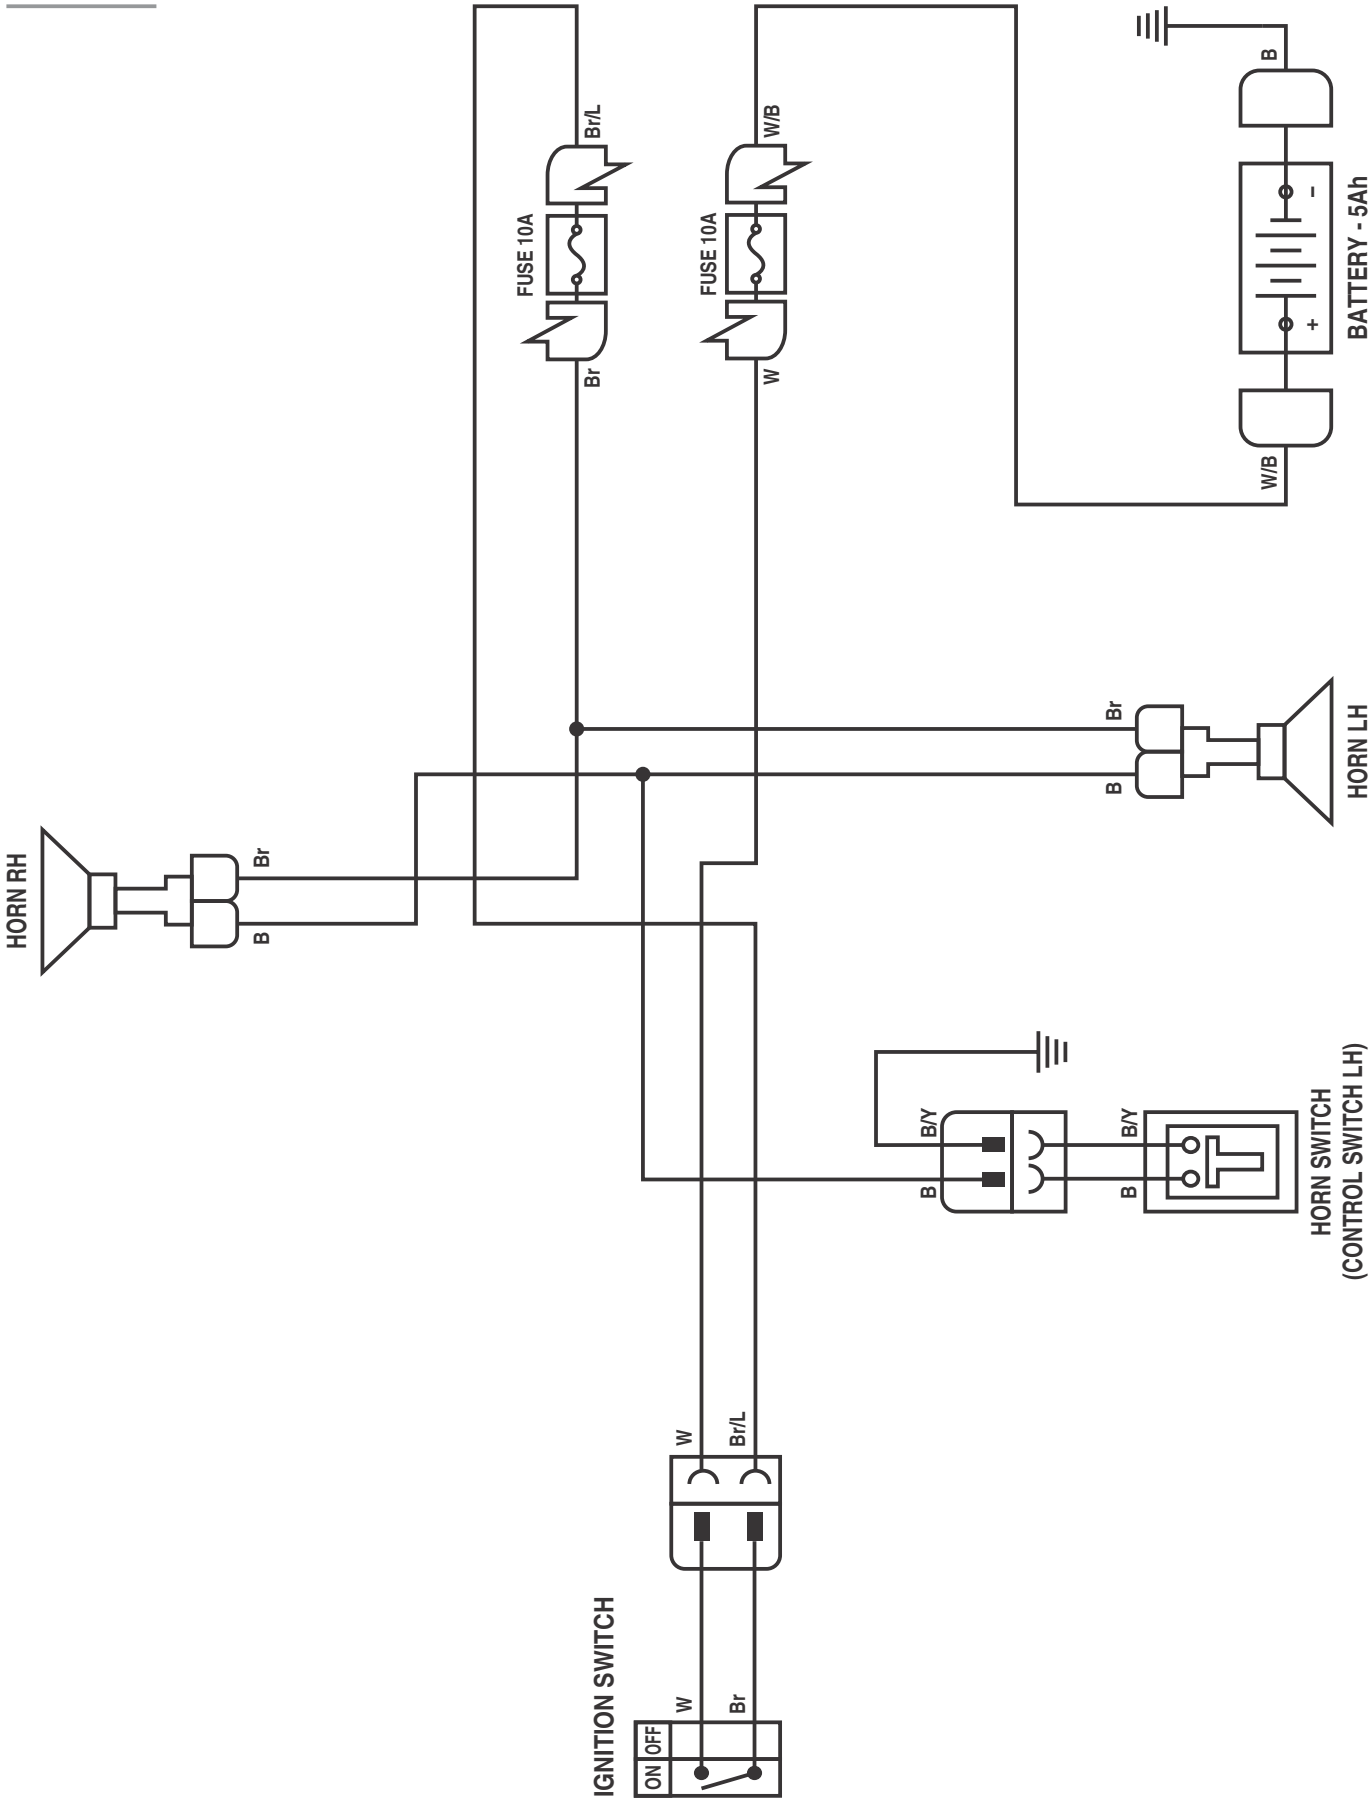 HORN RH
Br
B
FUSE 10A
Br/L
Br
FUSE 10A
W/B
W
B
–
+
BATTERY - 5Ah
W/B
Br
B
HORN LH
B/Y
B
B/Y
B
HORN SWITCH
(CONTROL SWITCH LH)
W
Br/L
IGNITION SWITCH
W
Br
ON OFF